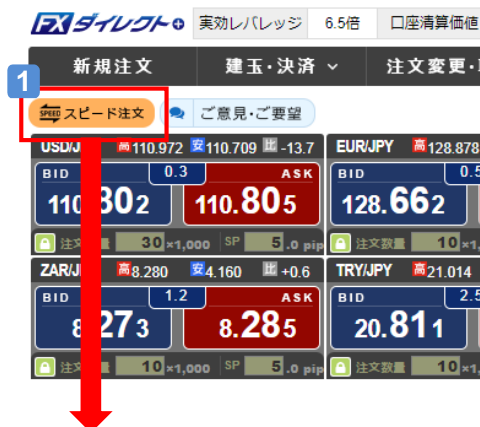 FXダイレクト+ 実効レバレッジ 6.5倍 口座清算価値
新規注文 建玉・決済 注文変更・
1
SPEED スピード注文 ご意見・ご要望
USD/J 高110.972 安110.709 比 -13.7 EUR/JPY 高128.878
BID 0.3 ASK BID 0.5
110. 802 110.805 128.662
注文 30 ×1,000 SP 5.0 pip 注文数量 10 ×1,
ZAR/J 高8.280 安4.160 比 +0.6 TRY/JPY 高21.014
BID 1.2 ASK BID 2.5
8. 273 8.285 20.811
注文 10 ×1,000 SP 5.0 pip 注文数量 10 ×1,